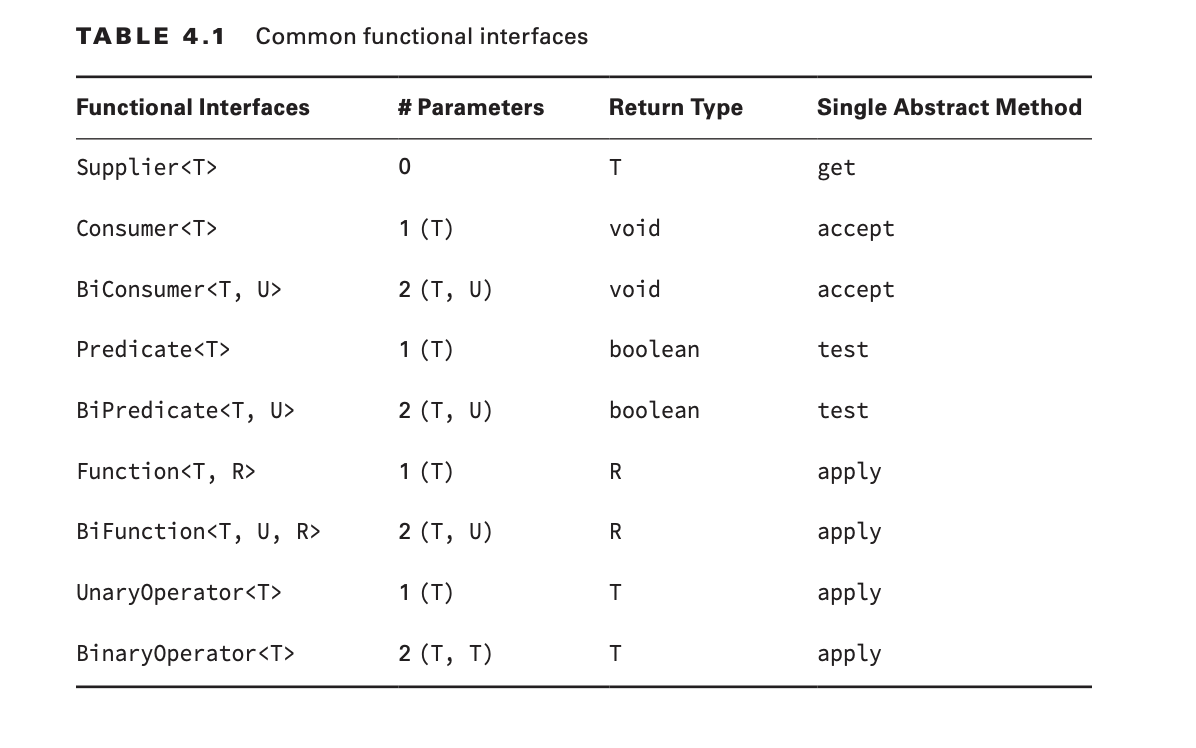 TABLE 4.1 Common functional interfaces
Functional Interfaces # Parameters Return Type Single Abstract Method
Supplier<T> 0 T get
Consumer<T> 1 (T) void accept
BiConsumer<T, U> 2 (T, U) void accept
Predicate<T> 1 (T) boolean test
BiPredicate<T, U> 2 (T, U) boolean test
Function<T, R> 1 (T) R apply
BiFunction<T, U, R> 2 (T, U) R apply
UnaryOperator<T> 1 (T) T apply
BinaryOperator<T> 2 (T, T) T apply